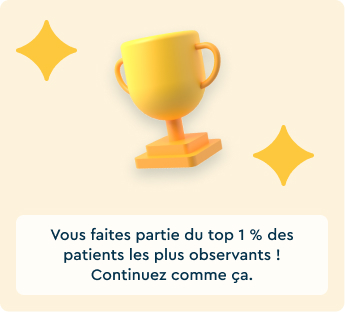 Vous faites partie du top 1 % des
patients les plus observants !
Continuez comme ça.